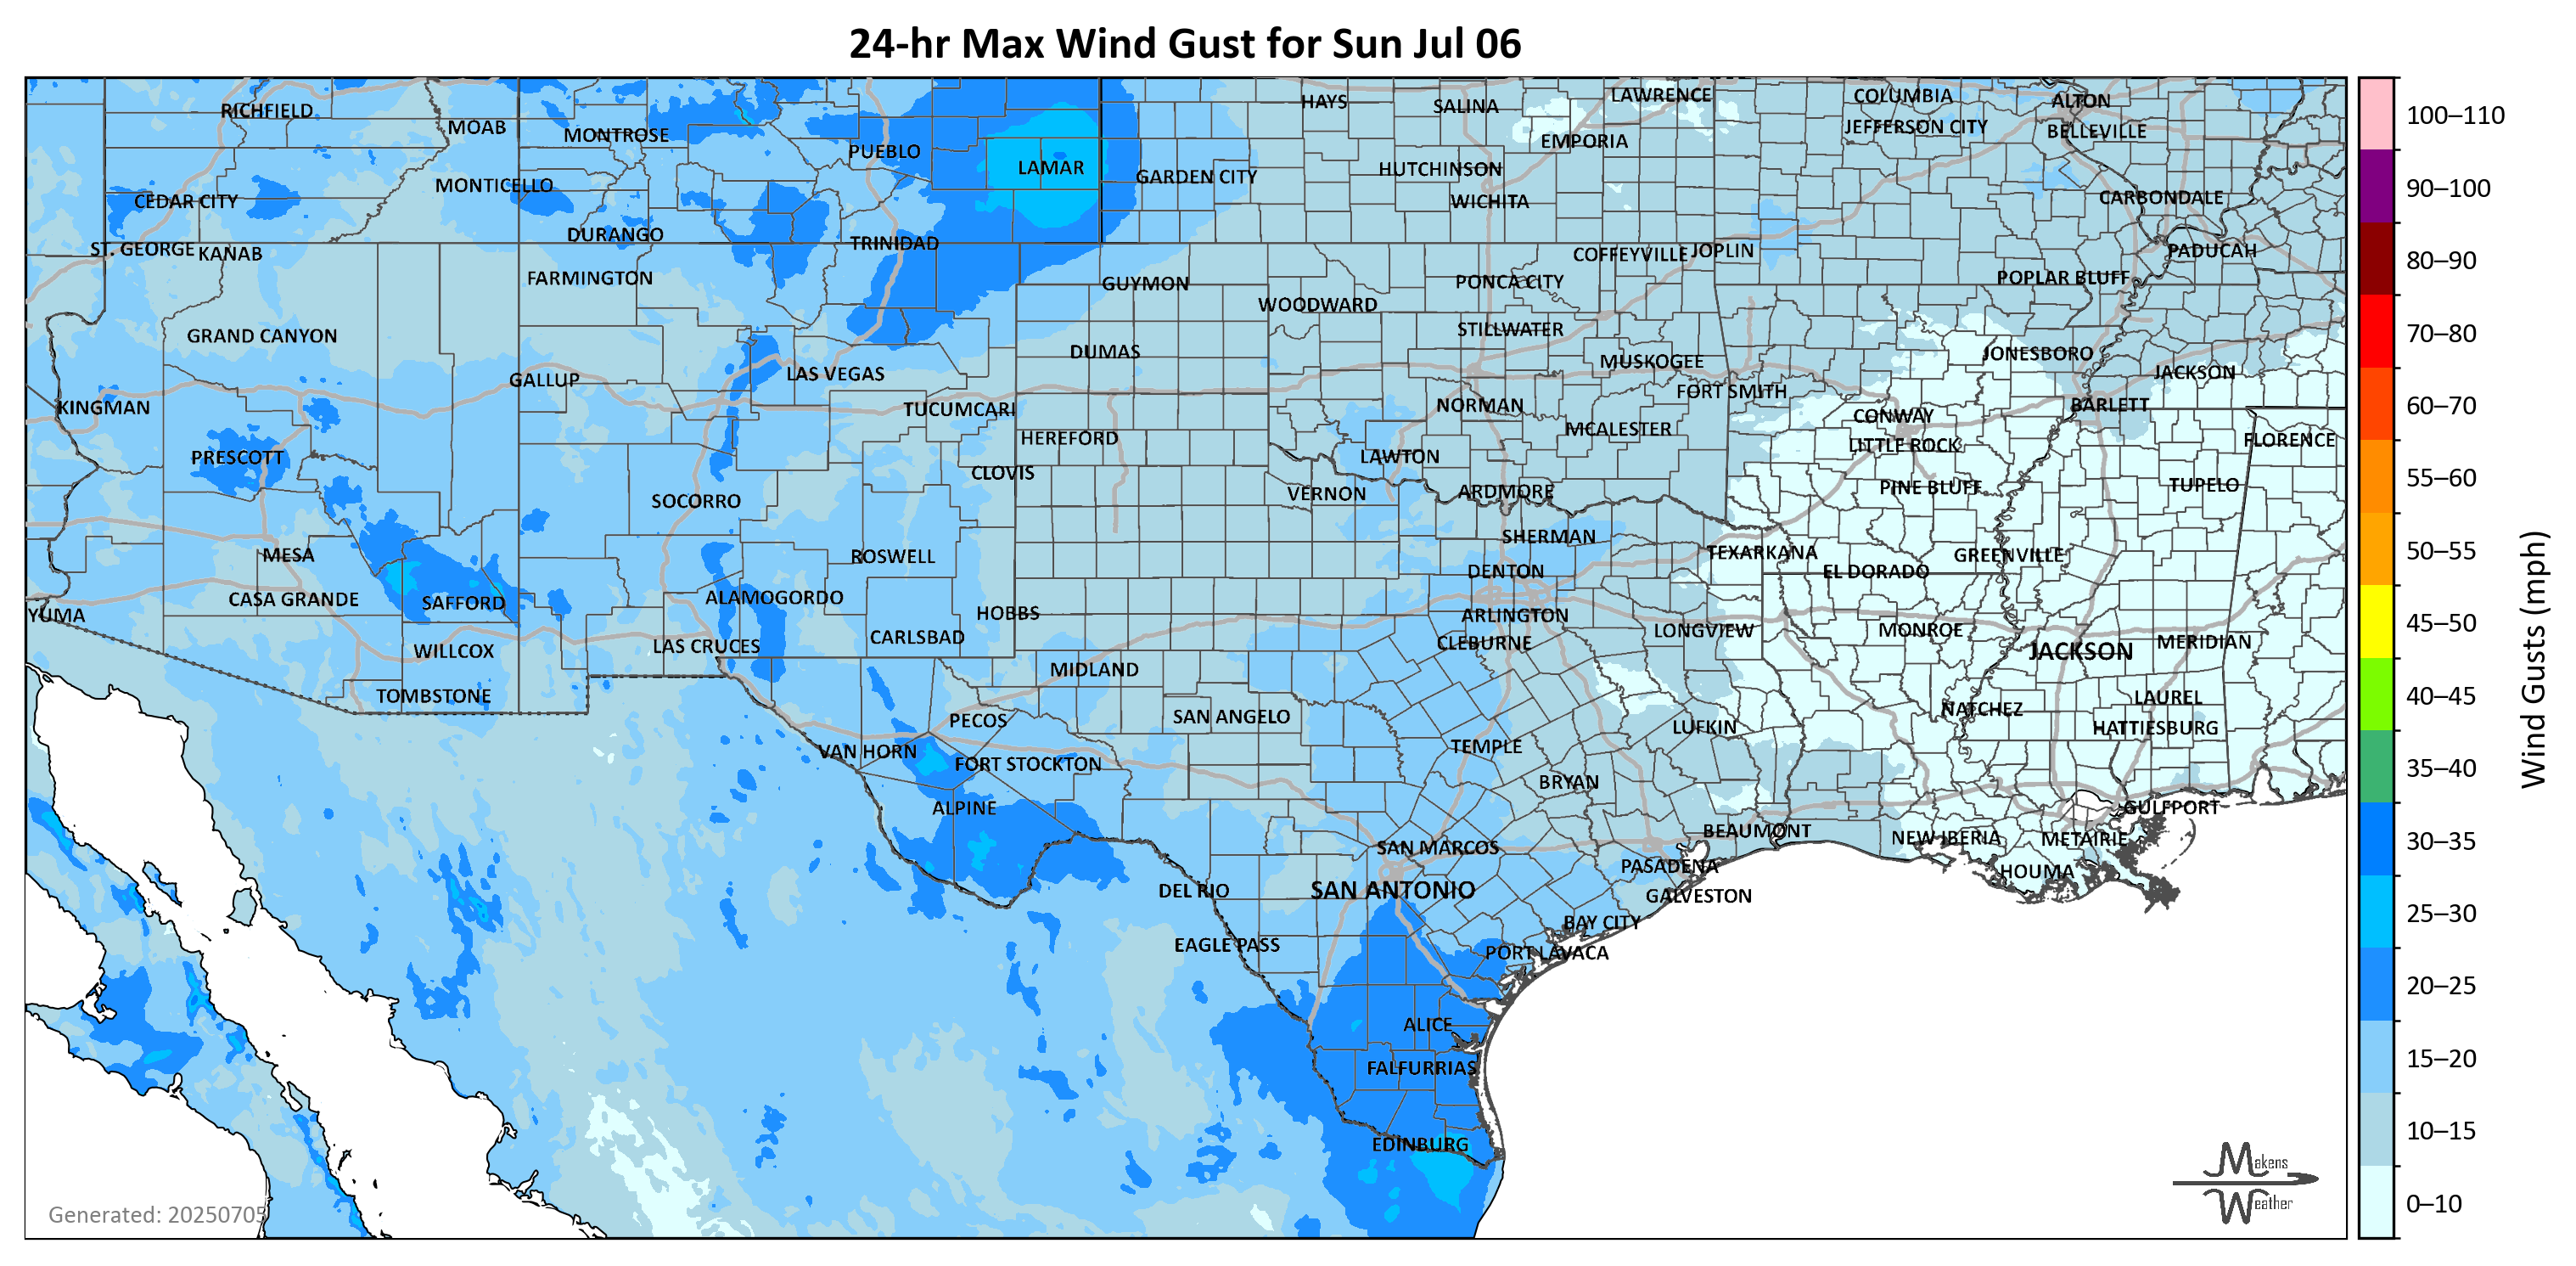 24-hr Max Wind Gust for Sun Jul 06
RICHFIELD
MOAB
MONTROSE
PUEBLO
LAMAR
GARDEN CITY
HAYS
SALINA
LAWRENCE
EMPORIA
HUTCHINSON
WICHITA
COLUMBIA
JEFFERSON CITY
ALTON
BELLEVILLE
CARBONDALE
CEDAR CITY
MONTICELLO
ST. GEORGE
KANAB
DURANGO
TRINIDAD
FARMINGTON
GUYMON
WOODWARD
PONCA CITY
COFFEYVILLE
JOPLIN
POPLAR BLUFF
PADUCAH
GRAND CANYON
STILLWATER
DUMAS
MUSKOGEE
JONESBORO
JACKSON
KINGMAN
GALLUP
LAS VEGAS
TUCUMCARI
NORMAN
FORT SMITH
CONWAY
BARLETT
HEREFORD
MCALESTER
LITTLE ROCK
FLORENCE
PRESCOTT
CLOVIS
LAWTON
SOCORRO
VERNON
ARDMORE
PINE BLUFF
TUPELO
MESA
ROSWELL
SHERMAN
TEXARKANA
GREENVILLE
DENTON
EL DORADO
YUMA
CASA GRANDE
SAFFORD
ALAMOGORDO
HOBBS
ARLINGTON
LAS CRUCES
CARLSBAD
CLEBURNE
LONGVIEW
MONROE
JACKSON
MERIDIAN
WILLCOX
MIDLAND
TOMBSTONE
PECOS
SAN ANGELO
LUFKIN
NATCHEZ
LAUREL
HATTIESBURG
VAN HORN
FORT STOCKTON
TEMPLE
BRYAN
ALPINE
GULFPORT
SAN MARCOS
BEAUMONT
NEW IBERIA
METAIRIE
DEL RIO
SAN ANTONIO
PASADENA
HOUMA
GALVESTON
EAGLE PASS
BAY CITY
PORT LAVACA
ALICE
FALFURRIAS
EDINBURG
Generated: 20250705
Makens
Weather
100–110
90–100
80–90
70–80
60–70
55–60
50–55
45–50
40–45
35–40
30–35
25–30
20–25
15–20
10–15
0–10
Wind Gusts (mph)